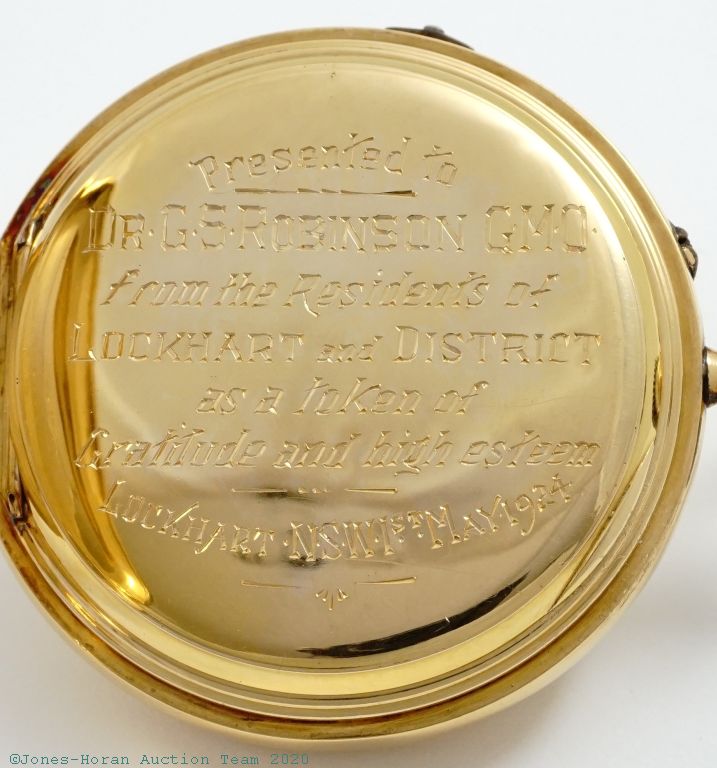 Presented to
DR. G.S. ROBINSON G.M.O.
from the Residents of
LOCKHART and DISTRICT
as a token of
Gratitude and high esteem
LOCKHART. NSW. 1ST MAY. 1924
©Jones-Horan Auction Team 2020